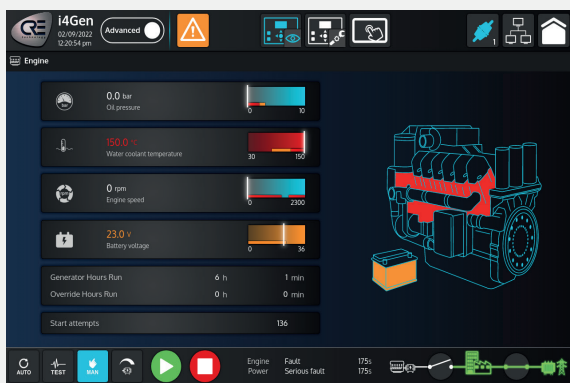 CRE
i4Gen
02/09/2022
12:20:54 pm
Advanced
1
Engine
bar
0,0 bar
Oil pressure
0 10
150.0 °c
Water coolant temperature
30 150
rpm
0 rpm
Engine speed
0 2300
23.0 V
Battery voltage
0 36
Generator Hours Run 6 h 1 min
Override Hours Run 0 h 0 min
Start attempts 136
AUTO
TEST
MAN
Engine Fault 175s
Power Serious fault 175s